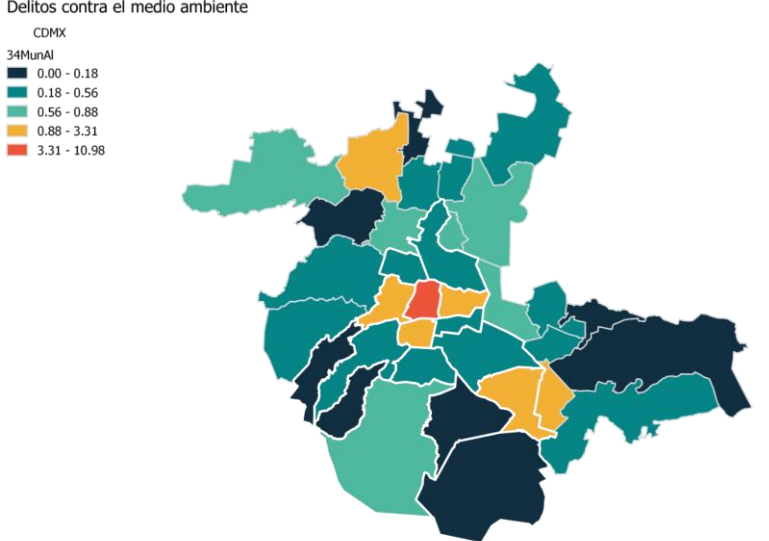 Delitos contra el medio ambiente
CDMX
34MunAl
0.00 - 0.18
0.18 - 0.56
0.56 - 0.88
0.88 - 3.31
3.31 - 10.98